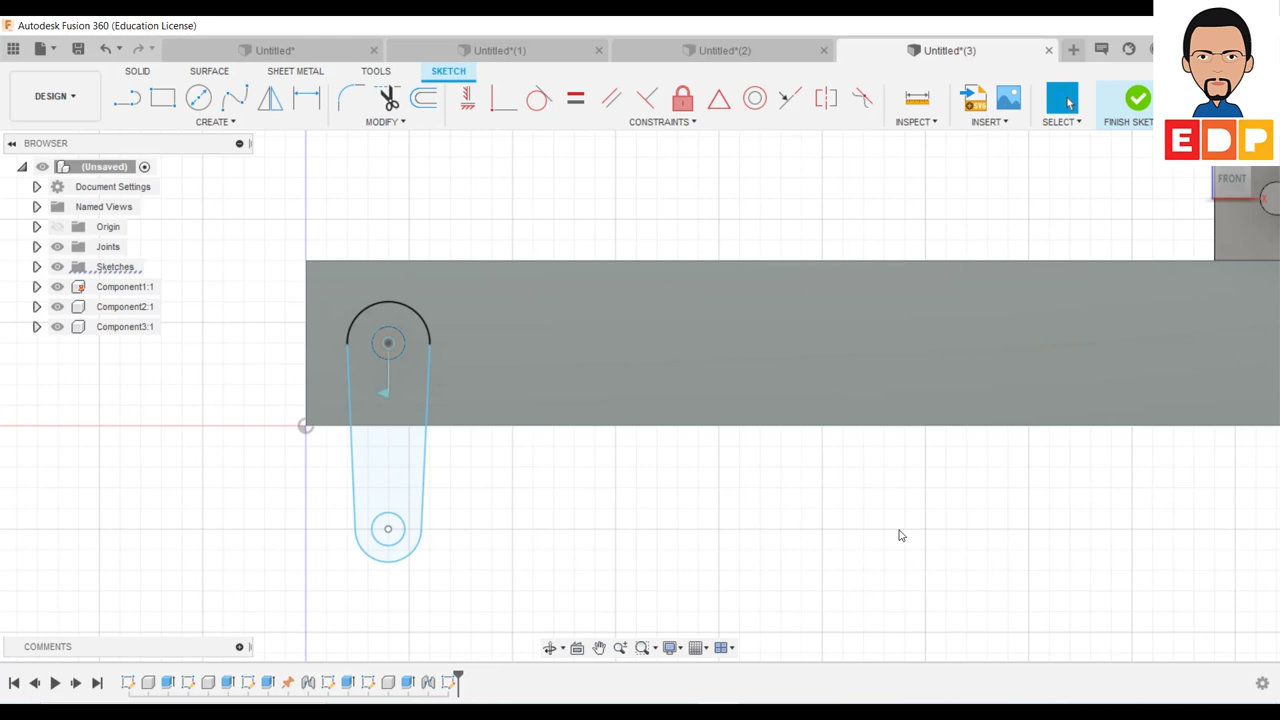 Autodesk Fusion 360 (Education License)
Untitled*
Untitled*(1)
Untitled*(2)
Untitled*(3)
SOLID
SURFACE
SHEET METAL
TOOLS
SKETCH
DESIGN
CREATE
MODIFY
CONSTRAINTS
INSPECT
INSERT
SELECT
FINISH SKET
EDP
BROWSER
(Unsaved)
Document Settings
Named Views
Origin
Joints
Sketches
Component1:1
Component2:1
Component3:1
FRONT
X
COMMENTS